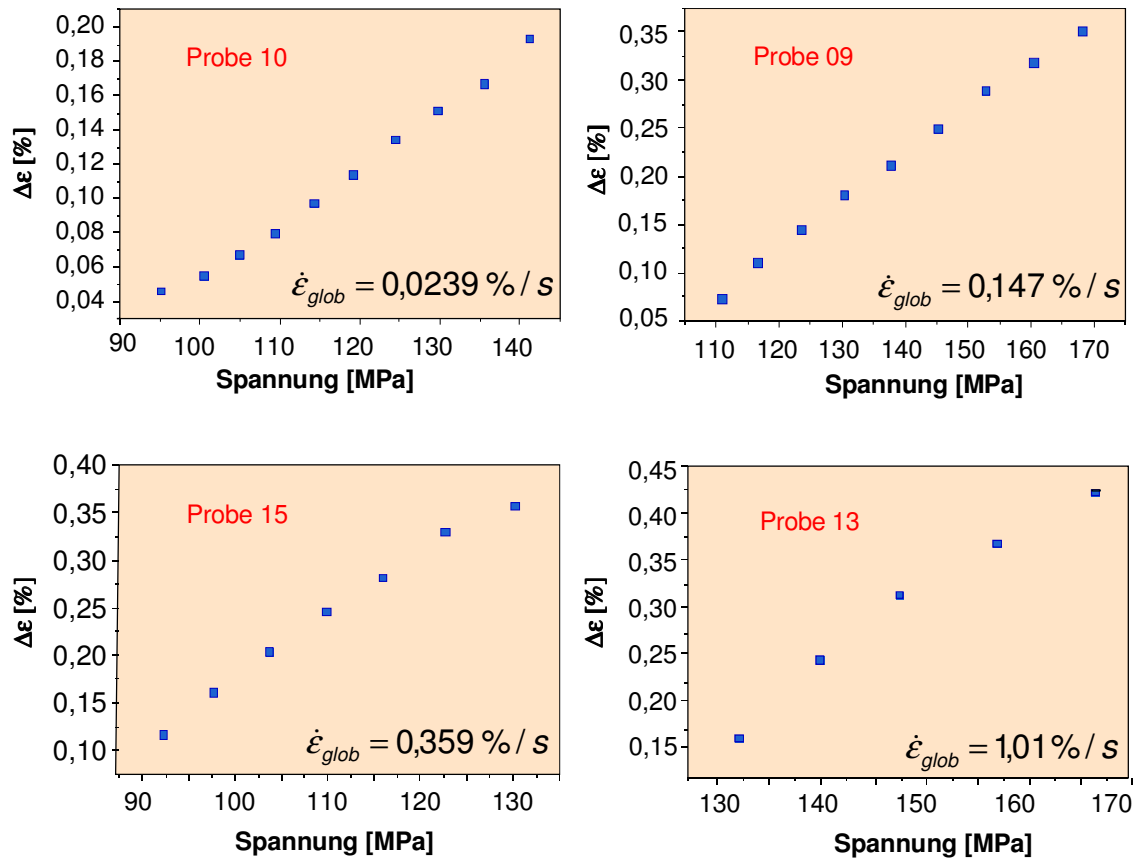 0,20
0,18
0,16
0,14
0,12
0,10
0,08
0,06
0,04
Δε [%]
Probe 10
ε̇glob = 0,0239 % / s
90 100 110 120 130 140
Spannung [MPa]
0,35
0,30
0,25
0,20
0,15
0,10
0,05
Δε [%]
Probe 09
ε̇glob = 0,147 % / s
110 120 130 140 150 160 170
Spannung [MPa]
0,40
0,35
0,30
0,25
0,20
0,15
0,10
Δε [%]
Probe 15
ε̇glob = 0,359 % / s
90 100 110 120 130
Spannung [MPa]
0,45
0,40
0,35
0,30
0,25
0,20
0,15
Δε [%]
Probe 13
ε̇glob = 1,01 % / s
130 140 150 160 170
Spannung [MPa]